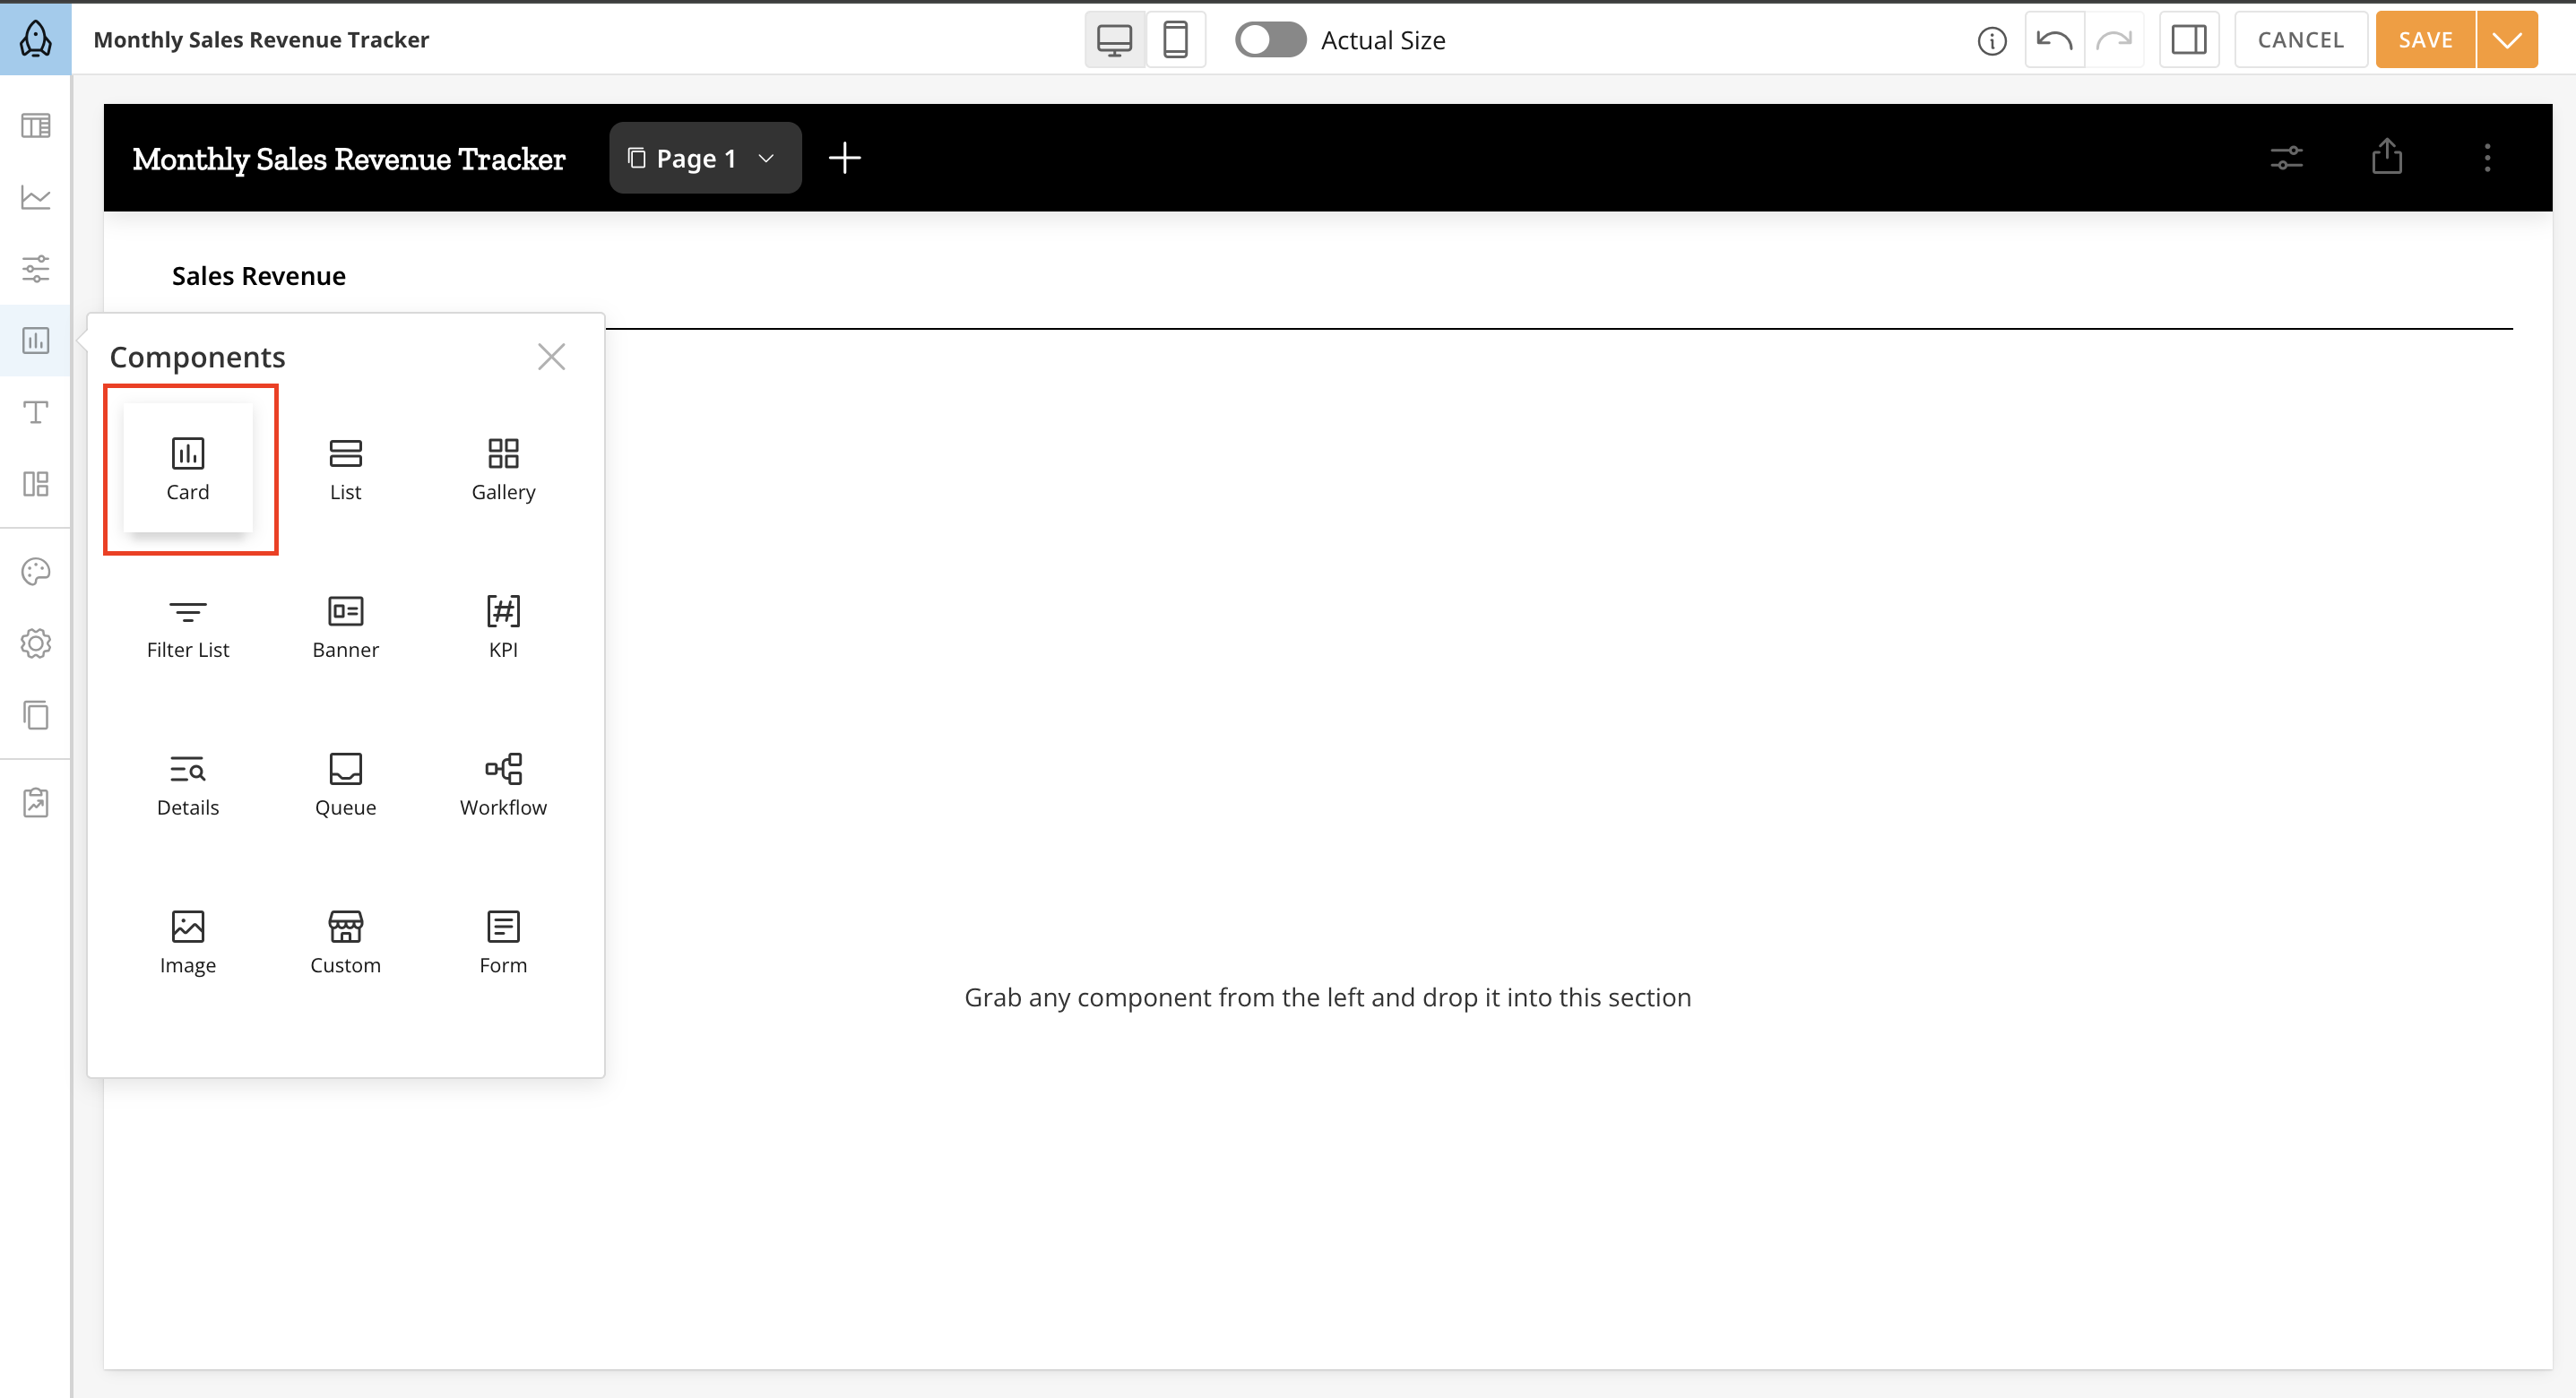 Monthly Sales Revenue Tracker
Actual Size
CANCEL
SAVE
Monthly Sales Revenue Tracker
Page 1
Sales Revenue
Components
Card
List
Gallery
Filter List
Banner
KPI
Details
Queue
Workflow
Image
Custom
Form
Grab any component from the left and drop it into this section